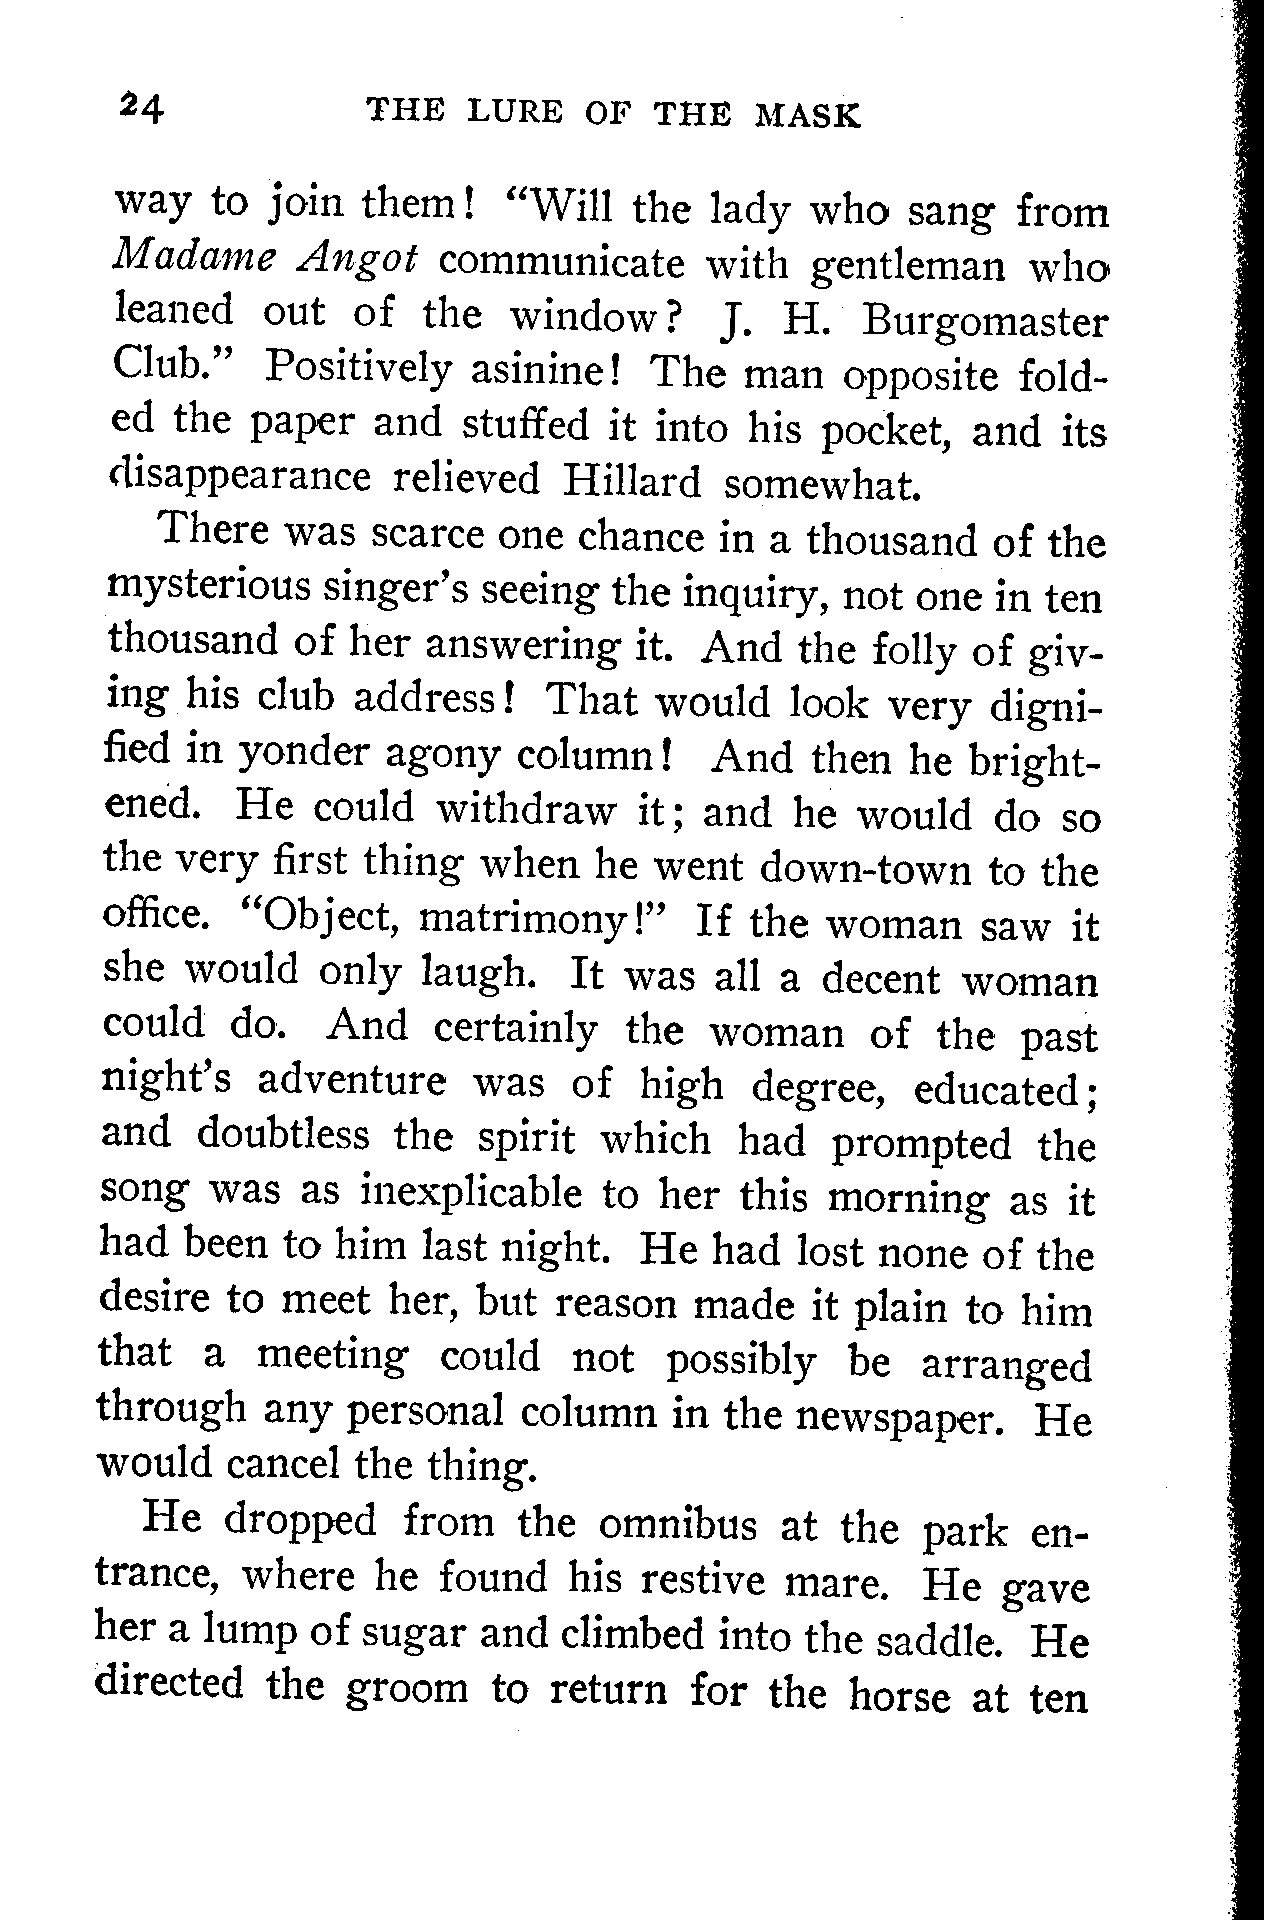 24 THE LURE OF THE MASK
way to join them! "Will the lady who sang from
Madame Angot communicate with gentleman who
leaned out of the window? J. H. Burgomaster
Club." Positively asinine! The man opposite fold-
ed the paper and stuffed it into his pocket, and its
disappearance relieved Hillard somewhat.
There was scarce one chance in a thousand of the
mysterious singer's seeing the inquiry, not one in ten
thousand of her answering it. And the folly of giv-
ing his club address! That would look very digni-
fied in yonder agony column! And then he bright-
ened. He could withdraw it; and he would do so
the very first thing when he went down-town to the
office. "Object, matrimony!" If the woman saw it
she would only laugh. It was all a decent woman
could do. And certainly the woman of the past
night's adventure was of high degree, educated;
and doubtless the spirit which had prompted the
song was as inexplicable to her this morning as it
had been to him last night. He had lost none of the
desire to meet her, but reason made it plain to him
that a meeting could not possibly be arranged
through any personal column in the newspaper. He
would cancel the thing.
He dropped from the omnibus at the park en-
trance, where he found his restive mare. He gave
her a lump of sugar and climbed into the saddle. He
directed the groom to return for the horse at ten